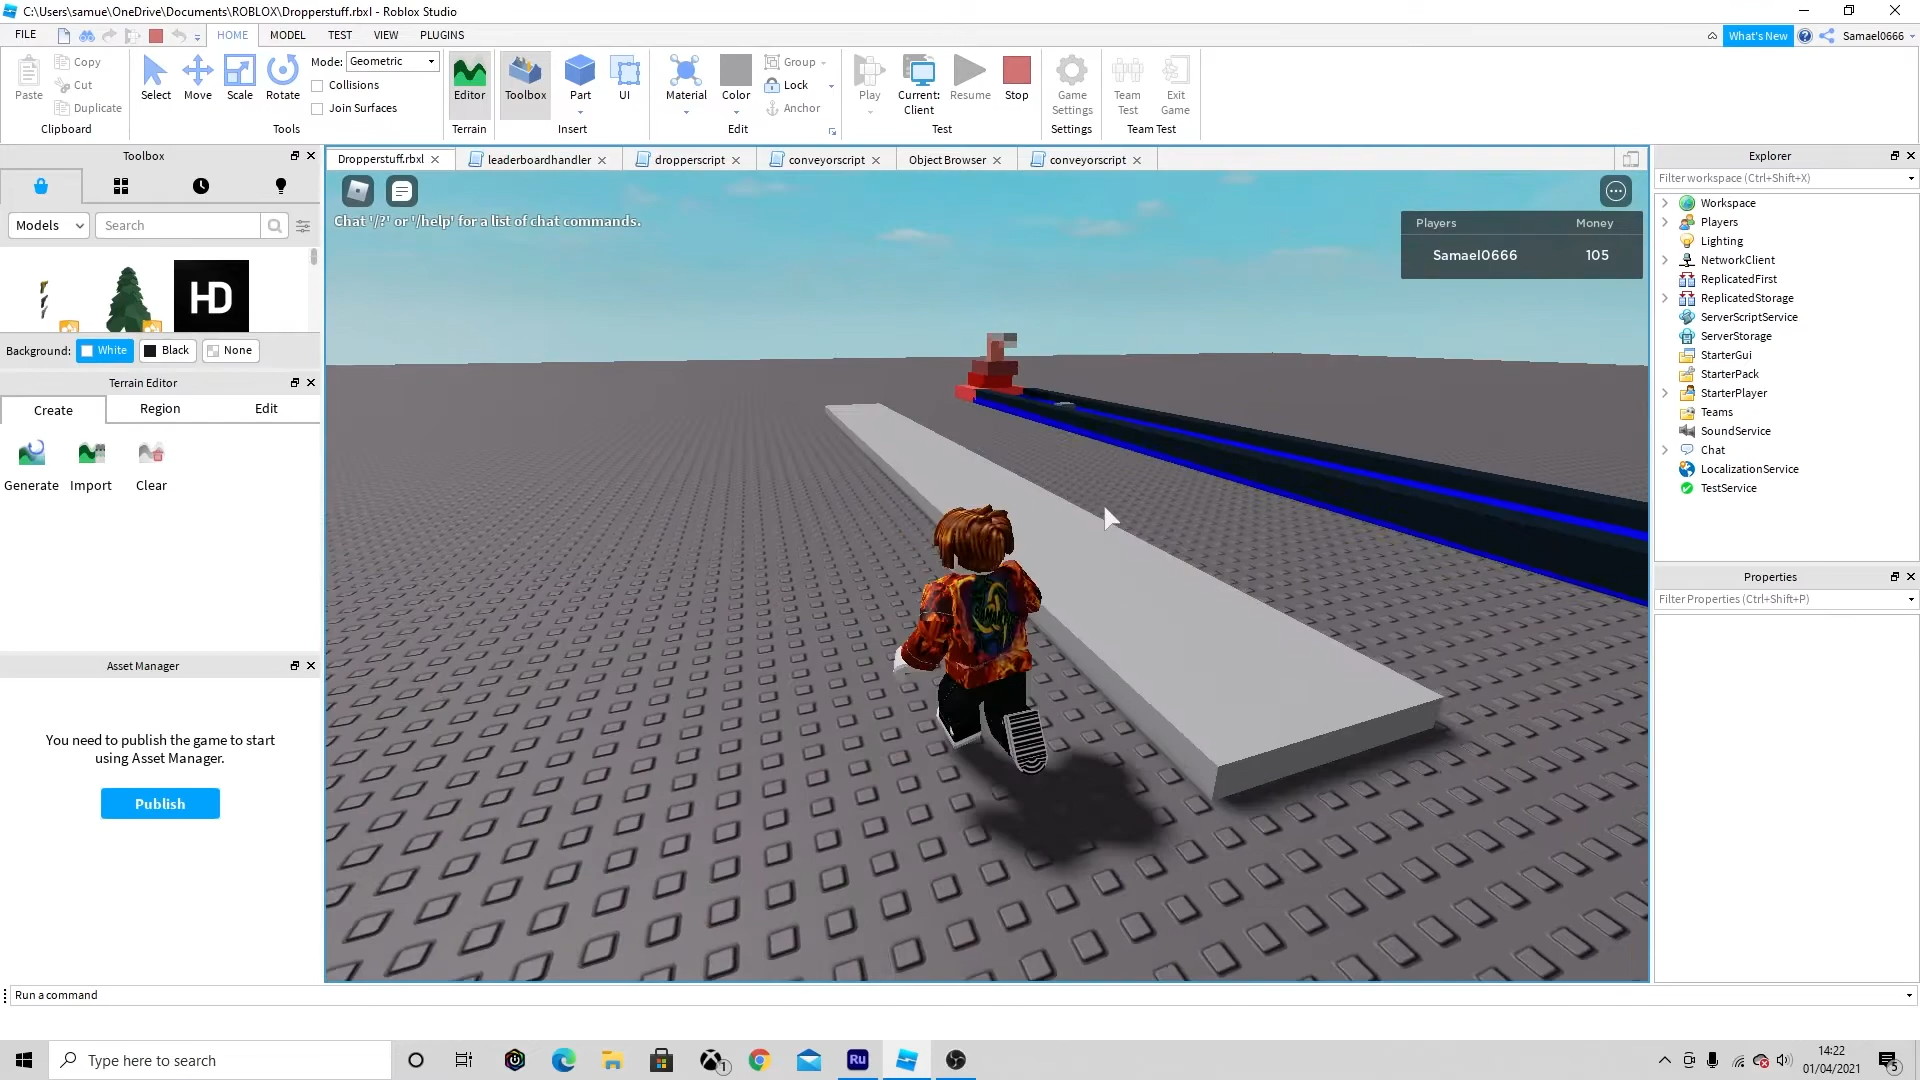 C:\Users\samue\OneDrive\Documents\ROBLOX\Dropperstuff.rbxl - Roblox Studio
FILE HOME MODEL TEST VIEW PLUGINS What's New Samael0666
Paste Copy Cut Duplicate Clipboard
Select Move Scale Rotate Mode: Geometric Collisions Join Surfaces Tools
Editor Terrain
Toolbox Part UI Insert
Material Color Group Lock Anchor Edit
Play Current: Client Resume Stop Test
Game Settings Settings
Team Test Exit Game Team Test
Toolbox
Models Search
HD
Background: White Black None
Terrain Editor
Create Region Edit
Generate Import Clear
Asset Manager
You need to publish the game to start
using Asset Manager.
Publish
Dropperstuff.rbxl leaderboardhandler dropperscript conveyorscript Object Browser conveyorscript
Chat '/?' or '/help' for a list of chat commands.
Players Money
Samael0666 105
Explorer
Filter workspace (Ctrl+Shift+X)
Workspace
Players
Lighting
NetworkClient
ReplicatedFirst
ReplicatedStorage
ServerScriptService
ServerStorage
StarterGui
StarterPack
StarterPlayer
Teams
SoundService
Chat
LocalizationService
TestService
Properties
Filter Properties (Ctrl+Shift+P)
Run a command
Type here to search
1
Ru
14:22
01/04/2021
5